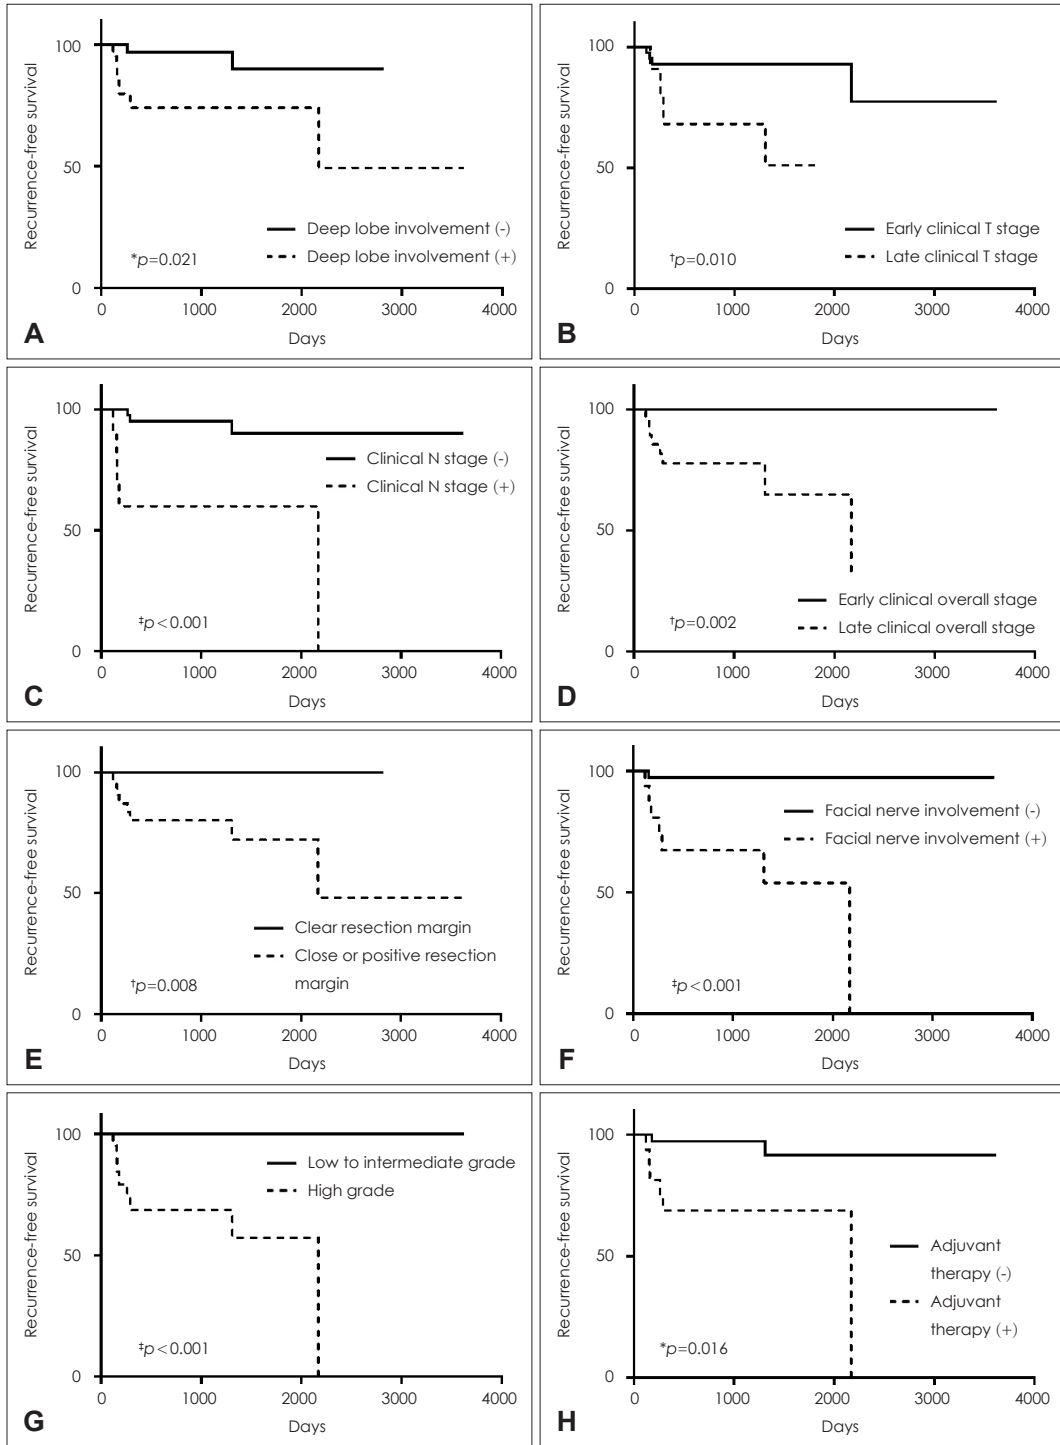 100
50
0
Recurrence-free survival
Deep lobe involvement (-)
Deep lobe involvement (+)
*p=0.021
0 1000 2000 3000 4000
Days
A
100
50
0
Recurrence-free survival
Early clinical T stage
Late clinical T stage
†p=0.010
0 1000 2000 3000 4000
Days
B
100
50
0
Recurrence-free survival
Clinical N stage (-)
Clinical N stage (+)
‡p<0.001
0 1000 2000 3000 4000
Days
C
100
50
0
Recurrence-free survival
Early clinical overall stage
Late clinical overall stage
†p=0.002
0 1000 2000 3000 4000
Days
D
100
50
0
Recurrence-free survival
Clear resection margin
Close or positive resection
margin
†p=0.008
0 1000 2000 3000 4000
Days
E
100
50
0
Recurrence-free survival
Facial nerve involvement (-)
Facial nerve involvement (+)
‡p<0.001
0 1000 2000 3000 4000
Days
F
100
50
0
Recurrence-free survival
Low to intermediate grade
High grade
‡p<0.001
0 1000 2000 3000 4000
Days
G
100
50
0
Recurrence-free survival
Adjuvant
therapy (-)
Adjuvant
therapy (+)
*p=0.016
0 1000 2000 3000 4000
Days
H